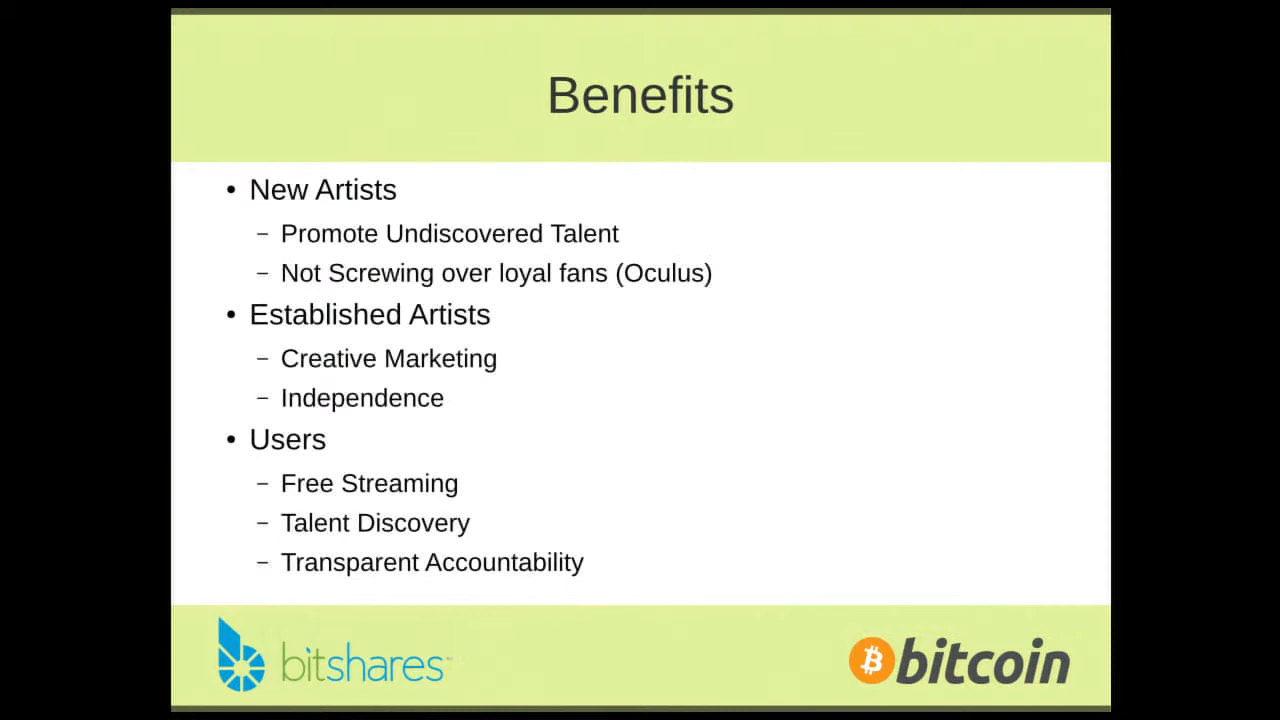 Benefits
• New Artists
– Promote Undiscovered Talent
– Not Screwing over loyal fans (Oculus)
• Established Artists
– Creative Marketing
– Independence
• Users
– Free Streaming
– Talent Discovery
– Transparent Accountability
bitshares™
bitcoin